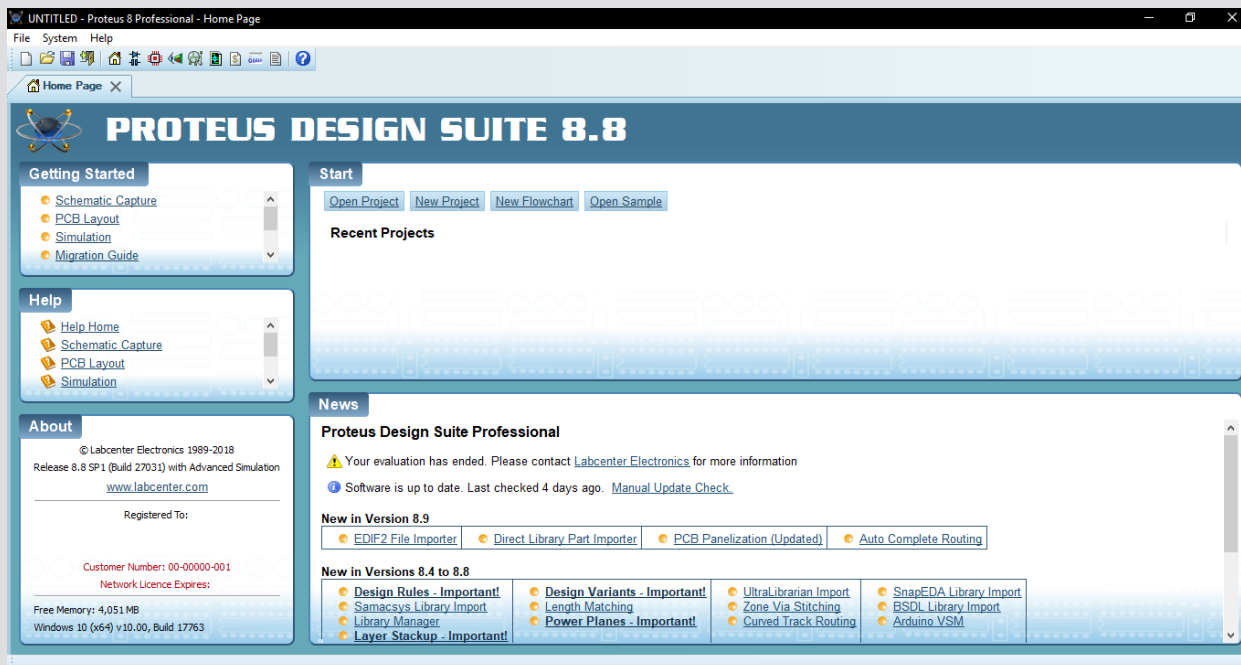 UNTITLED - Proteus 8 Professional - Home Page
File System Help
Home Page
PROTEUS DESIGN SUITE 8.8
Getting Started
Schematic Capture
PCB Layout
Simulation
Migration Guide
Help
Help Home
Schematic Capture
PCB Layout
Simulation
About
© Labcenter Electronics 1989-2018
Release 8.8 SP1 (Build 27031) with Advanced Simulation
www.labcenter.com
Registered To:
Customer Number: 00-00000-001
Network Licence Expires:
Free Memory: 4,051 MB
Windows 10 (x64) v10.00, Build 17763
Start
Open Project New Project New Flowchart Open Sample
Recent Projects
News
Proteus Design Suite Professional
Your evaluation has ended. Please contact Labcenter Electronics for more information
Software is up to date. Last checked 4 days ago. Manual Update Check.
New in Version 8.9
EDIF2 File Importer Direct Library Part Importer PCB Panelization (Updated) Auto Complete Routing
New in Versions 8.4 to 8.8
Design Rules - Important! Design Variants - Important! UltraLibrarian Import SnapEDA Library Import
Samacsys Library Import Length Matching Zone Via Stitching BSDL Library Import
Library Manager Power Planes - Important! Curved Track Routing Arduino VSM
Layer Stackup - Important!